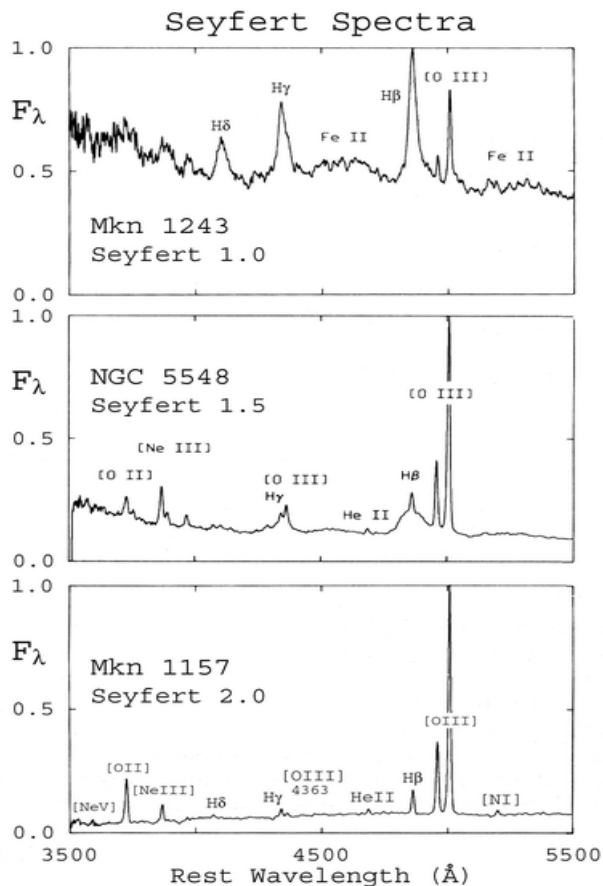 Seyfert Spectra
1.0
[O III]
Hγ
Hβ
Fλ
Hδ
Fe II
Fe II
0.5
Mkn 1243
Seyfert 1.0
0.0
1.0
Fλ
NGC 5548
[O III]
Seyfert 1.5
0.5
[Ne III]
[O II]
[O III]
Hγ
Hβ
He II
0.0
1.0
Fλ
Mkn 1157
Seyfert 2.0
0.5
[OIII]
[OII]
[OIII]
4363
[NeIII]
[NeV]
Hδ
Hγ
HeII
Hβ
[NI]
0.0
3500 4500 5500
Rest Wavelength (Å)